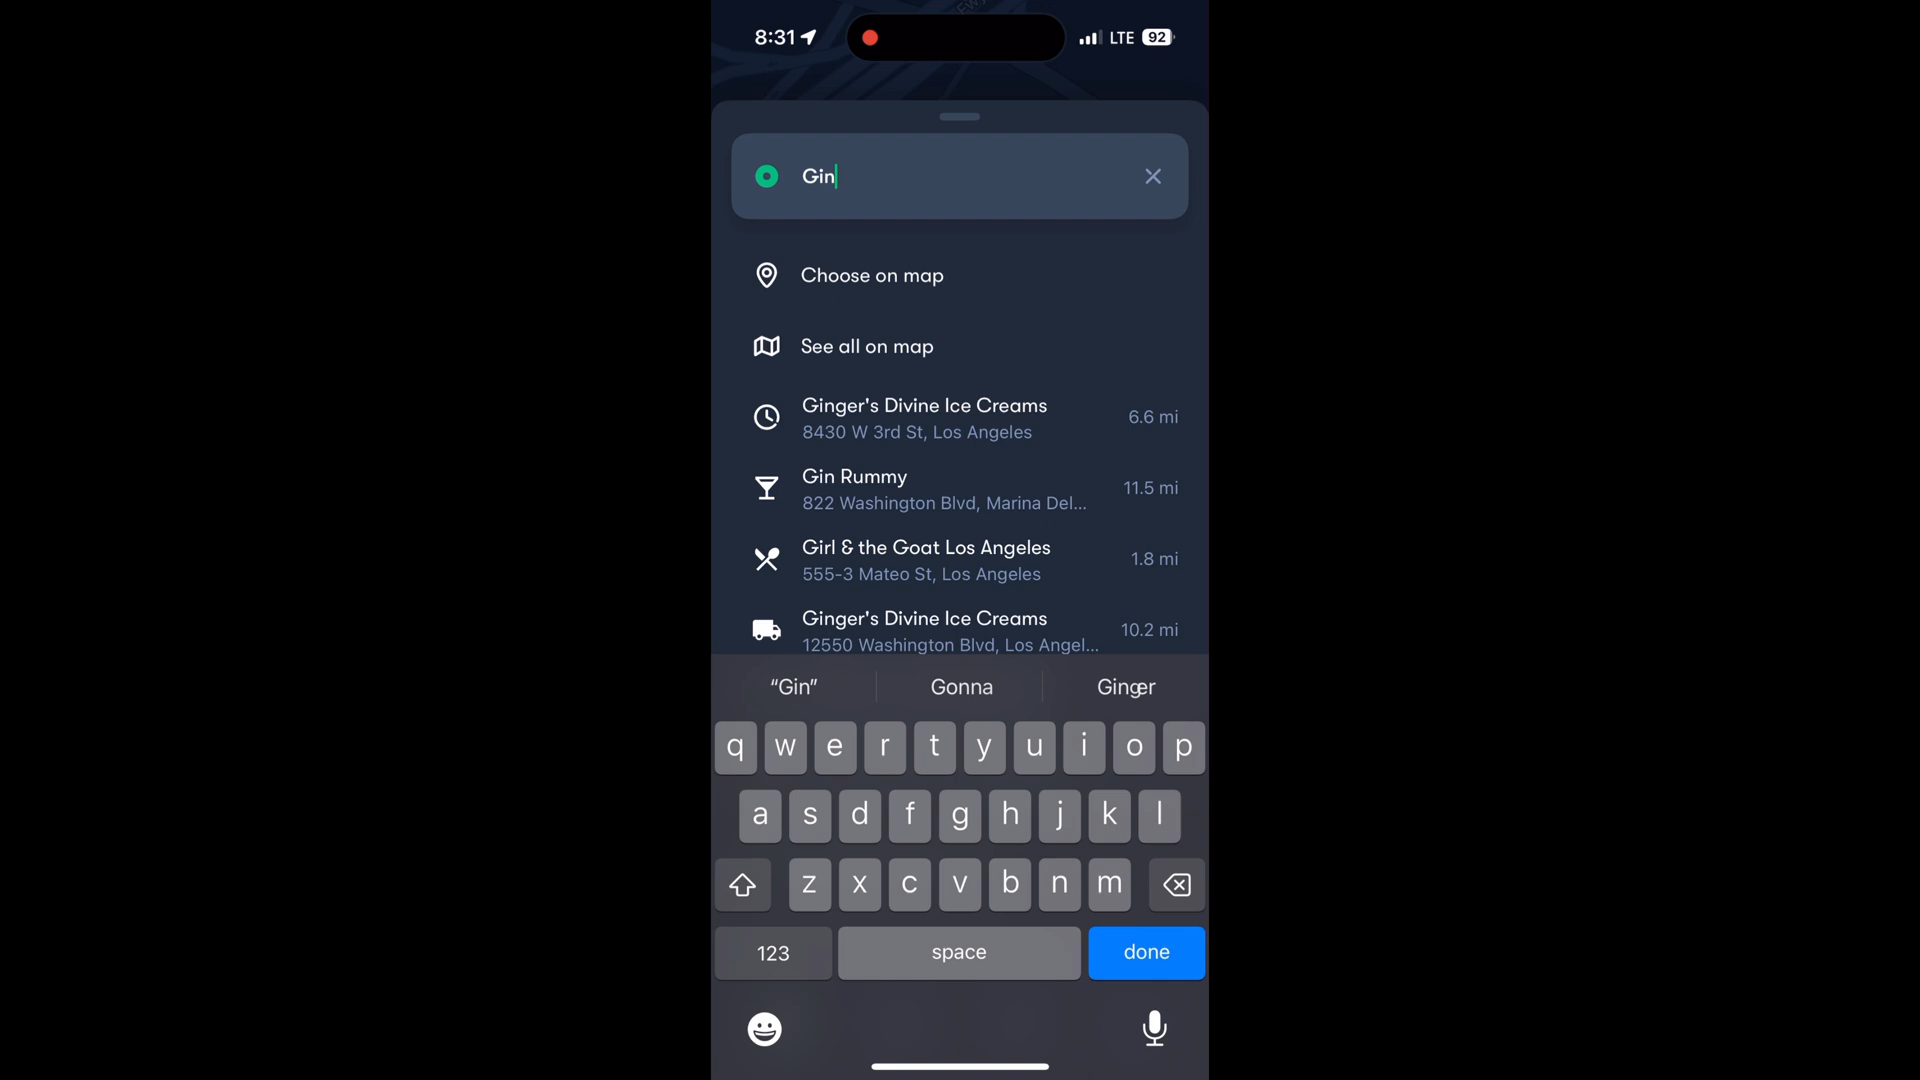 8:31
LTE 92
Gin
Choose on map
See all on map
Ginger's Divine Ice Creams
6.6 mi
8430 W 3rd St, Los Angeles
Gin Rummy
11.5 mi
822 Washington Blvd, Marina Del...
Girl & the Goat Los Angeles
1.8 mi
555-3 Mateo St, Los Angeles
Ginger's Divine Ice Creams
10.2 mi
12550 Washington Blvd, Los Angel...
“Gin” Gonna Ginger
q w e r t y u i o p
a s d f g h j k l
z x c v b n m
123 space done